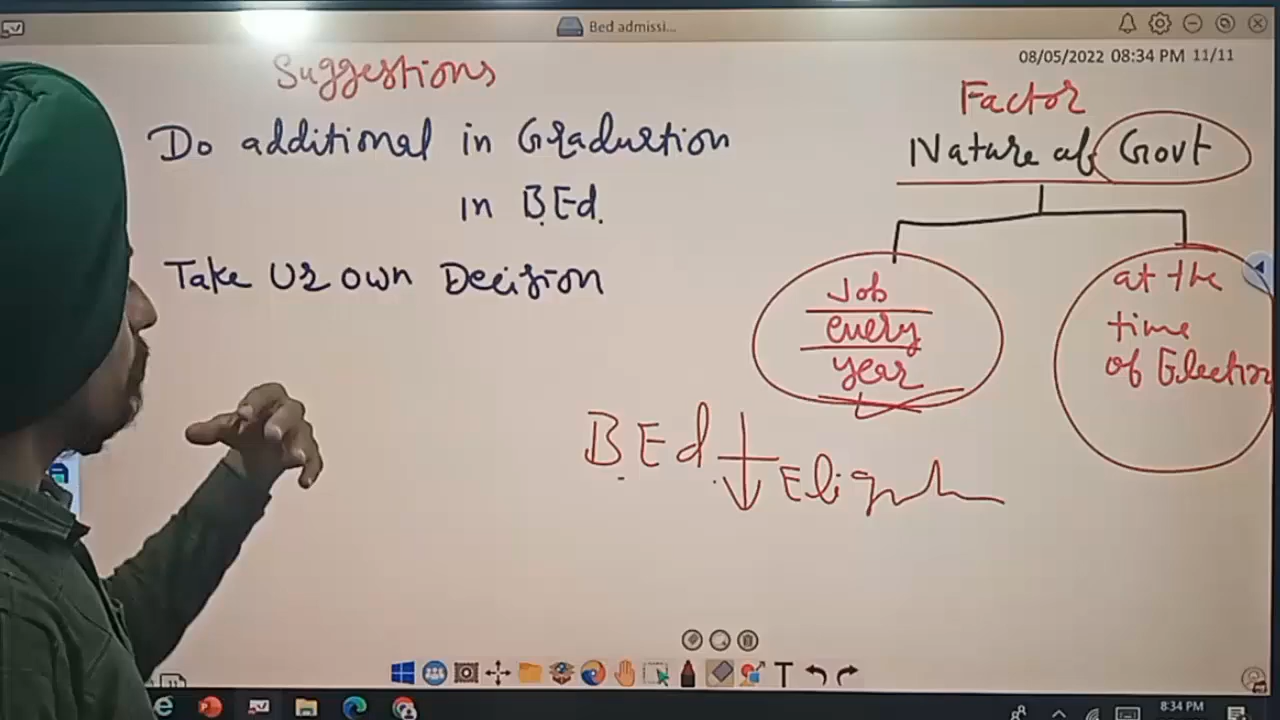 Bed admissi...
08/05/2022 08:34 PM 11/11
Suggestions
Do additional in Graduation
in B.Ed.
Take Ur own Decision
Factor
Nature of Govt
Job
every
year
at the
time
of Election
B.Ed.
T
8:34 PM